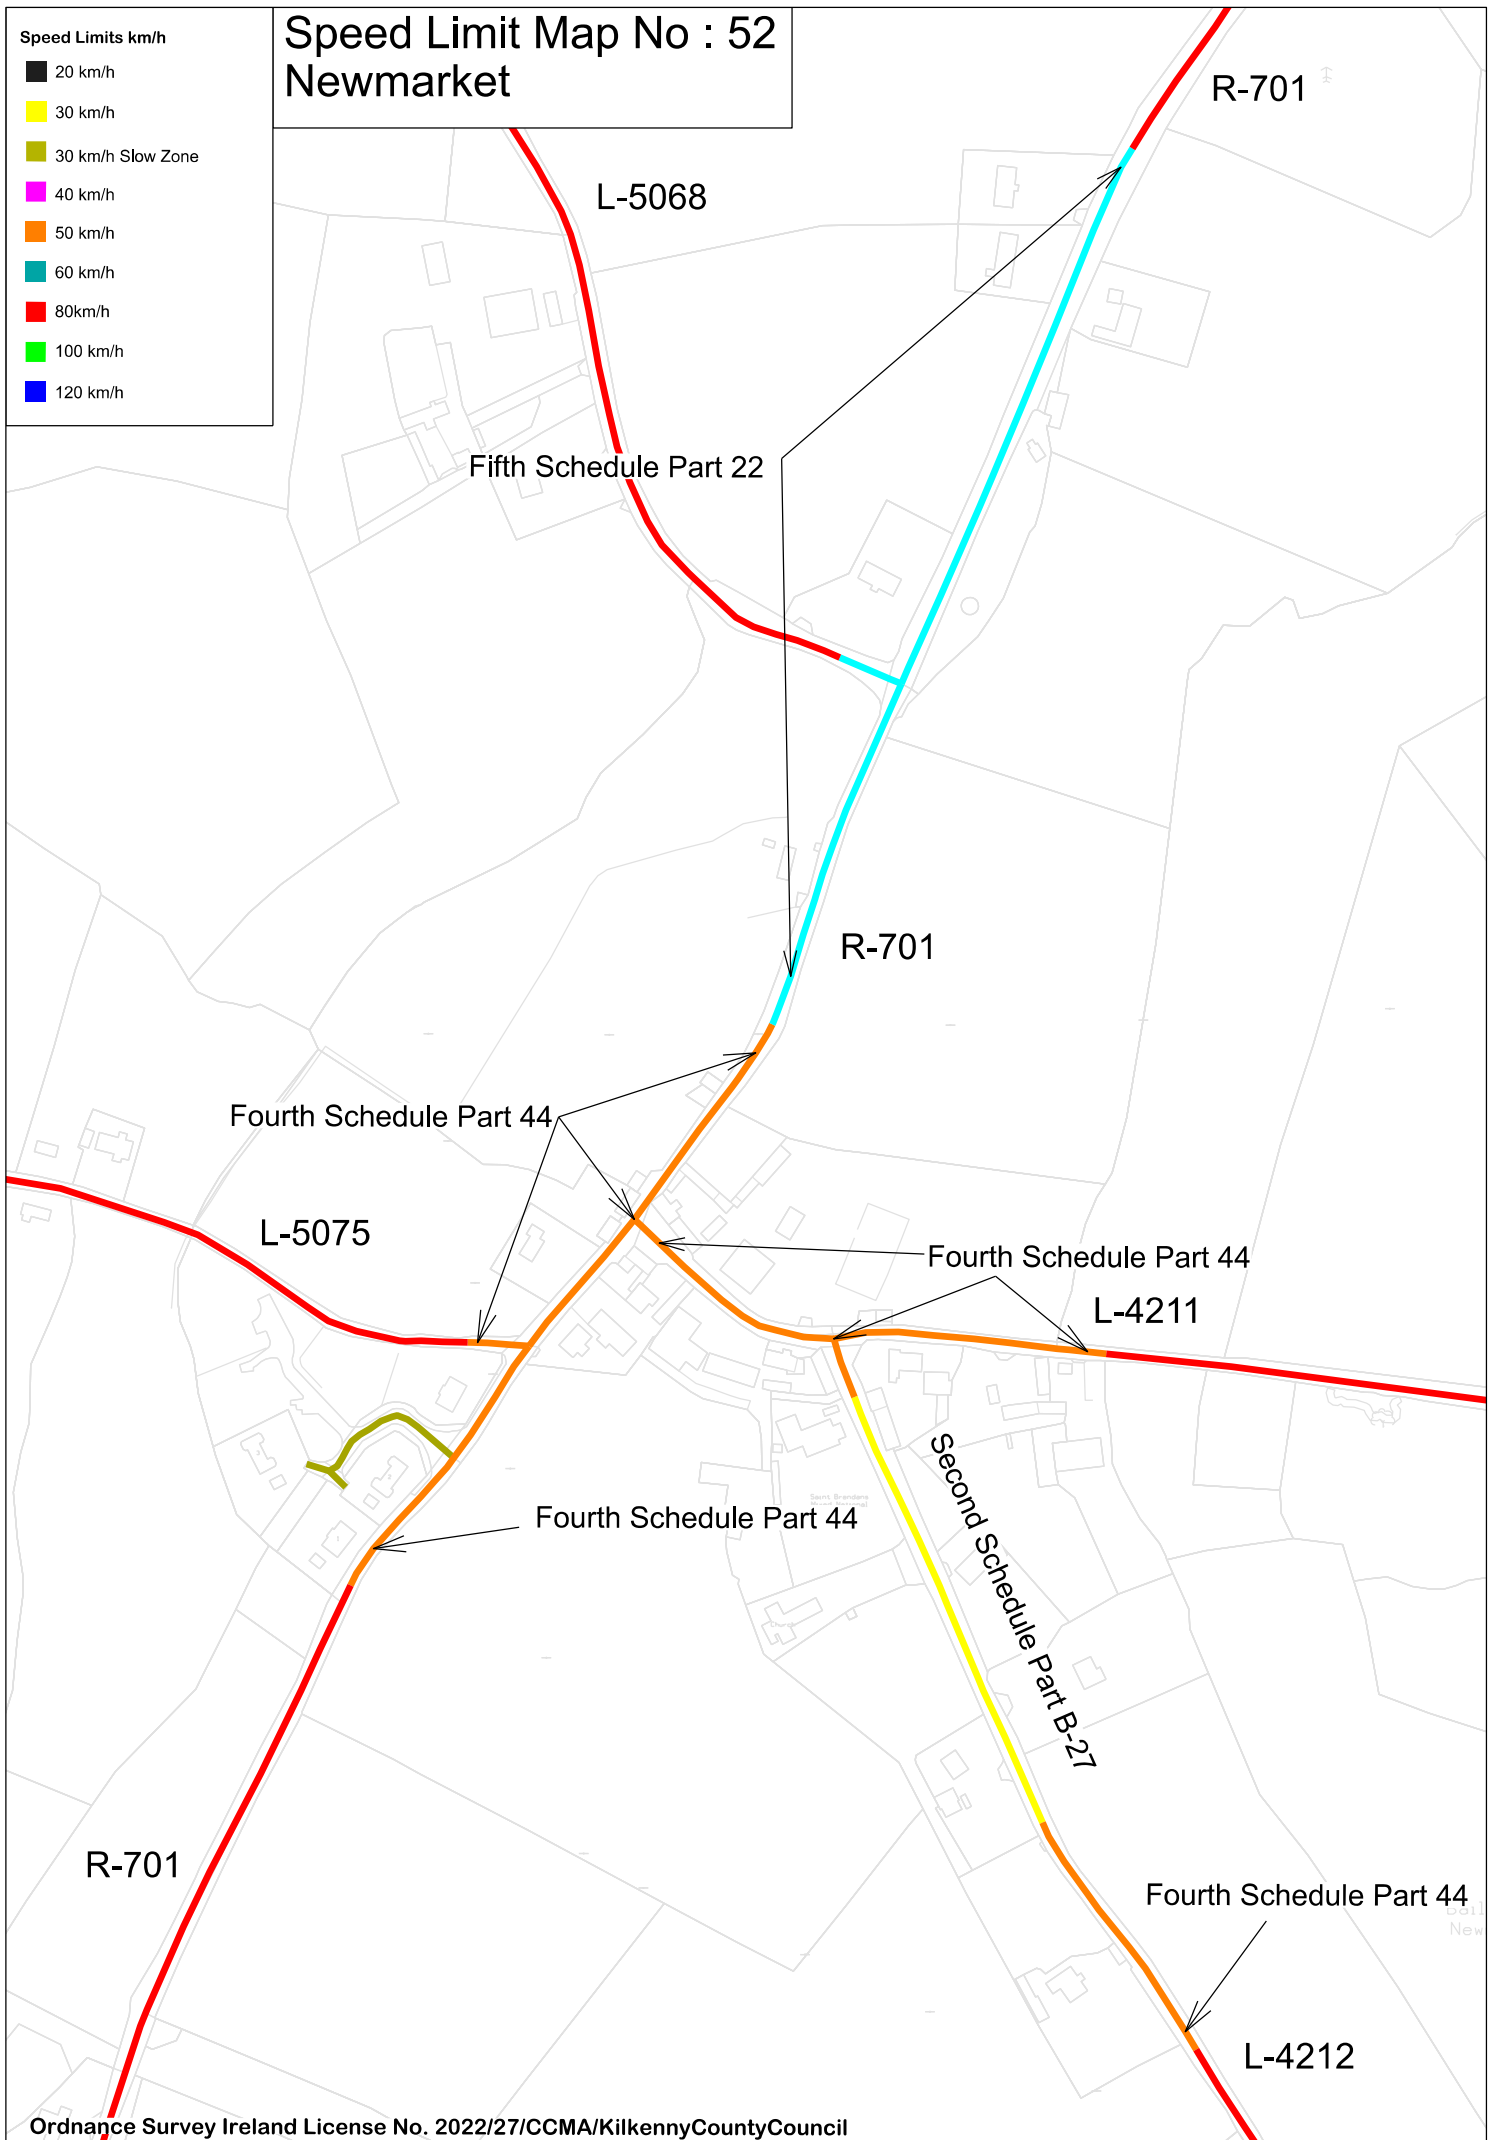 Speed Limit Map No : 52
Newmarket
Speed Limits km/h
20 km/h
30 km/h
30 km/h Slow Zone
40 km/h
50 km/h
60 km/h
80km/h
100 km/h
120 km/h
R-701
L-5068
Fifth Schedule Part 22
R-701
Fourth Schedule Part 44
L-5075
Fourth Schedule Part 44
L-4211
Second Schedule Part B-27
Saint Brendans
Fourth Schedule Part 44
R-701
Fourth Schedule Part 44
New
L-4212
Ordnance Survey Ireland License No. 2022/27/CCMA/KilkennyCountyCouncil